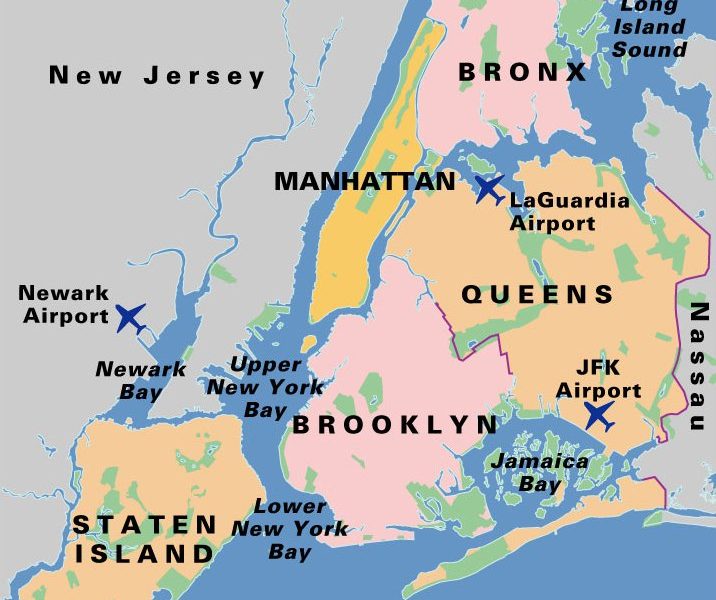 Long
Island
Sound
New Jersey
BRONX
MANHATTAN
LaGuardia
Airport
Newark
Airport
QUEENS
Nassau
Newark
Bay
Upper
New York
Bay
JFK
Airport
BROOKLYN
Jamaica
Bay
STATEN
ISLAND
Lower
New York
Bay